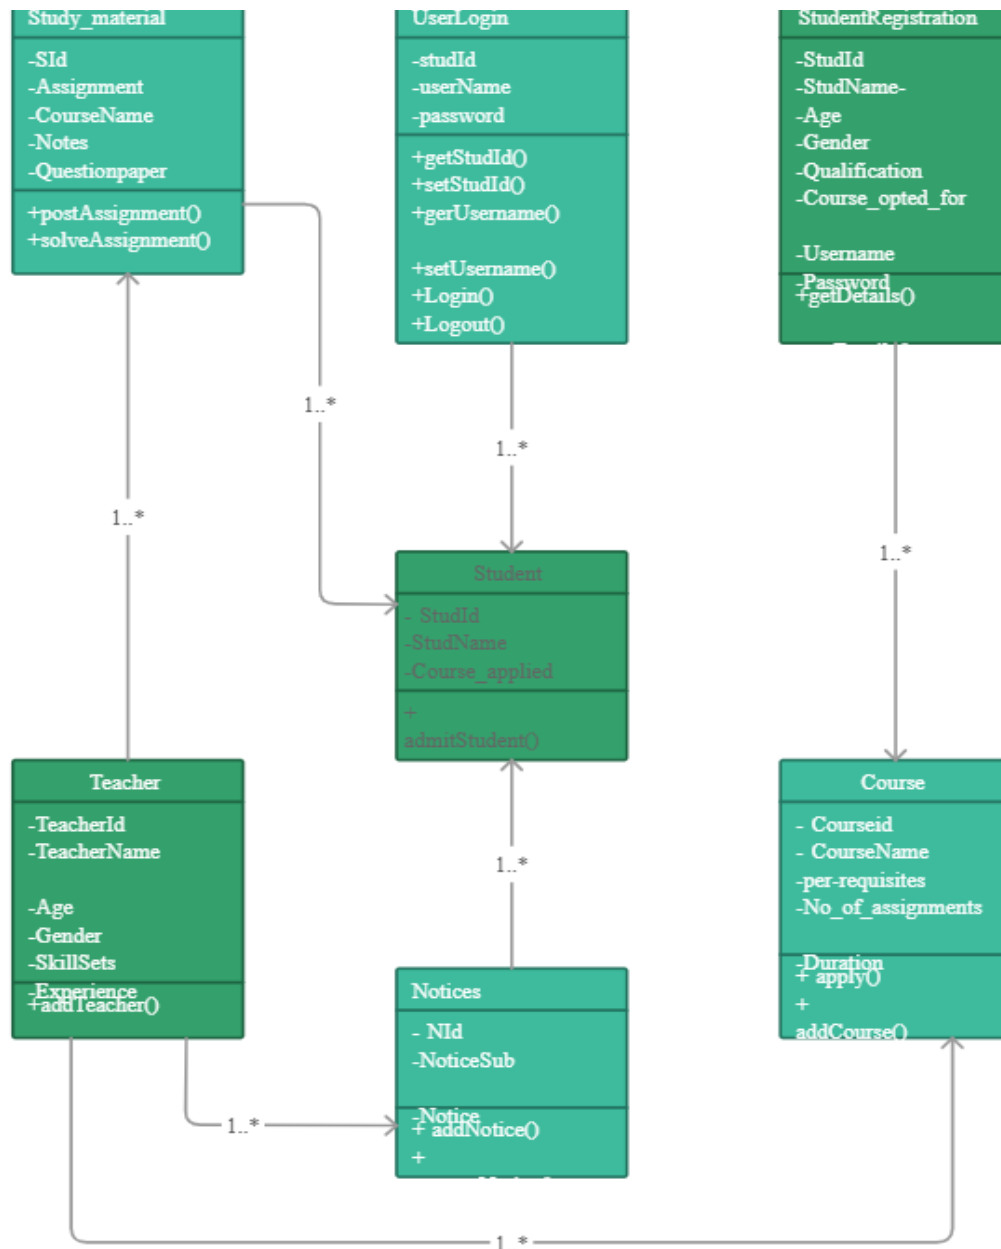 Study_material
-SId
-Assignment
-CourseName
-Notes
-Questionpaper
+postAssignment()
+solveAssignment()
UserLogin
-studId
-userName
-password
+getStudId()
+setStudId()
+gerUsername()
+setUsername()
+Login()
+Logout()
StudentRegistration
-StudId
-StudName-
-Age
-Gender
-Qualification
-Course_opted_for
-Username
-Password
+getDetails()
1..*
1..*
1..*
1..*
Student
- StudId
-StudName
-Course_applied
+
admitStudent()
Teacher
-TeacherId
-TeacherName
-Age
-Gender
-SkillSets
-Experience
+addTeacher()
1..*
Course
- Courseid
- CourseName
-per-requisites
-No_of_assignments
-Duration
+ apply()
+
addCourse()
Notices
- NId
-NoticeSub
-Notice
+ addNotice()
+
1..*
1..*